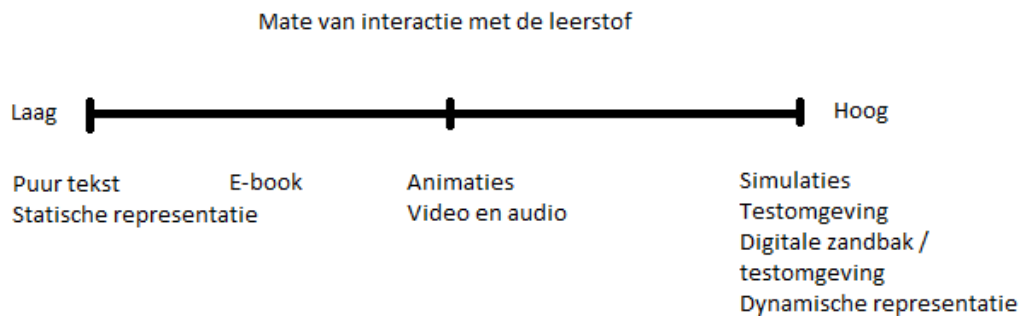 Mate van interactie met de leerstof
Laag
Hoog
Puur tekst
Statische representatie
E-book
Animaties
Video en audio
Simulaties
Testomgeving
Digitale zandbak /
testomgeving
Dynamische representatie